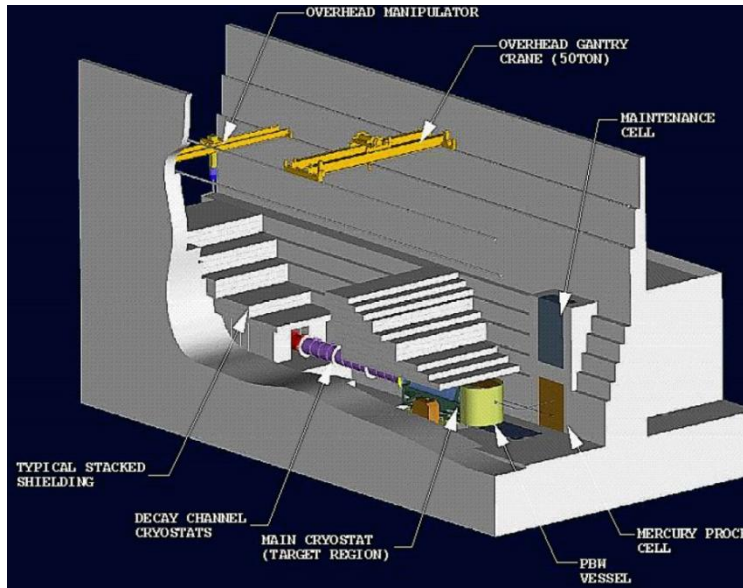 OVERHEAD MANIPULATOR
OVERHEAD GANTRY
CRANE (50TON)
MAINTENANCE
CELL
TYPICAL STACKED
SHIELDING
DECAY CHANNEL
CRYOSTATS
MAIN CRYOSTAT
(TARGET REGION)
PBW
VESSEL
MERCURY PROC
CELL